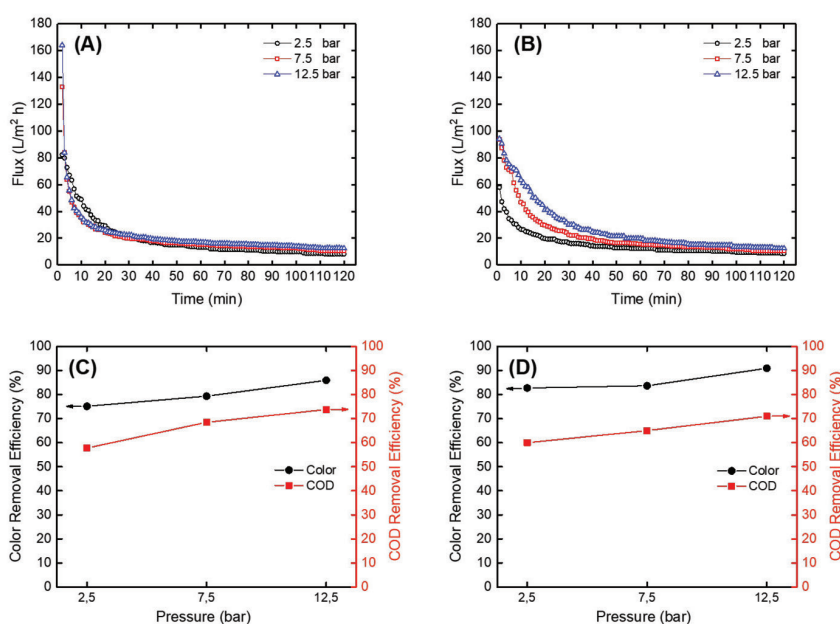 (A)
2.5 bar
7.5 bar
12.5 bar
Flux (L/m² h)
180
160
140
120
100
80
60
40
20
0
0 10 20 30 40 50 60 70 80 90 100 110 120
Time (min)
(B)
2.5 bar
7.5 bar
12.5 bar
Flux (L/m² h)
180
160
140
120
100
80
60
40
20
0
0 10 20 30 40 50 60 70 80 90 100 110 120
Time (min)
(C)
Color Removal Efficiency (%)
100
90
80
70
60
50
40
30
20
10
0
Color
COD
100
90
80
70
60
50
40
30
20
10
0
COD Removal Efficiency (%)
2,5 7,5 12,5
Pressure (bar)
(D)
Color Removal Efficiency (%)
100
90
80
70
60
50
40
30
20
10
0
Color
COD
100
90
80
70
60
50
40
30
20
10
0
COD Removal Efficiency (%)
2,5 7,5 12,5
Pressure (bar)